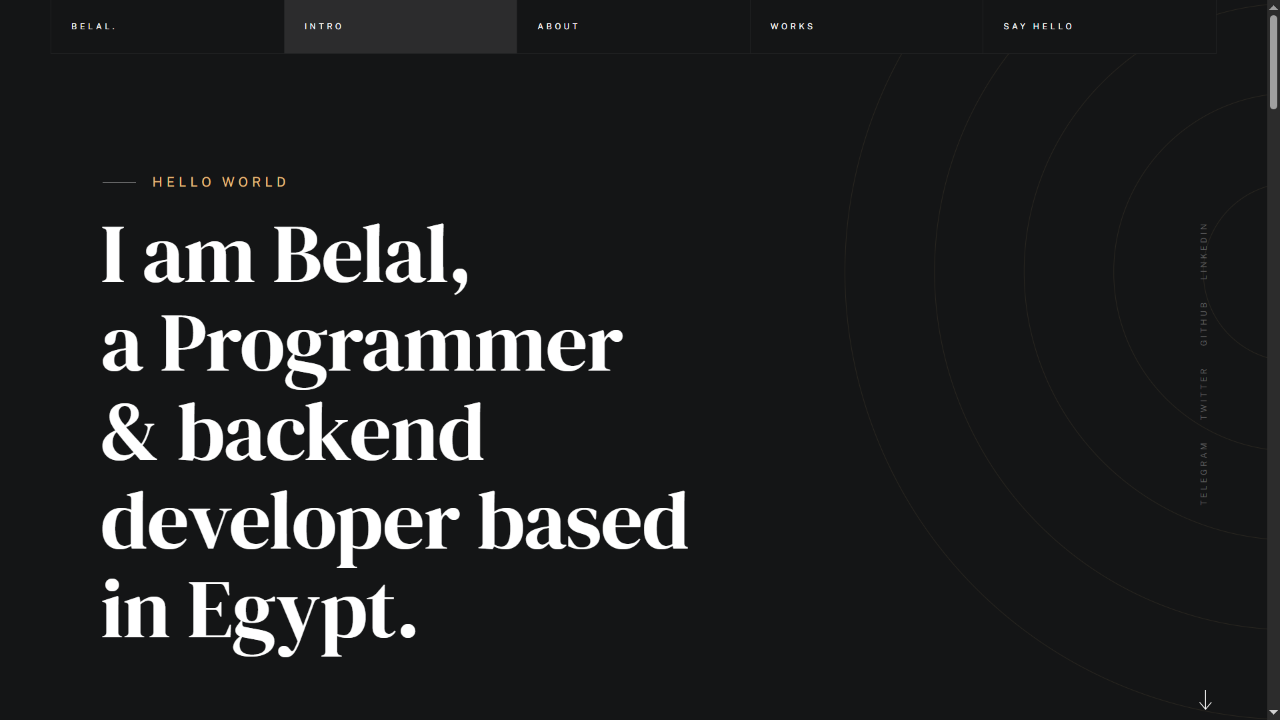 BELAL.
INTRO
ABOUT
WORKS
SAY HELLO
HELLO WORLD
I am Belal,
a Programmer
& backend
developer based
in Egypt.
LINKEDIN
GITHUB
TWITTER
TELEGRAM